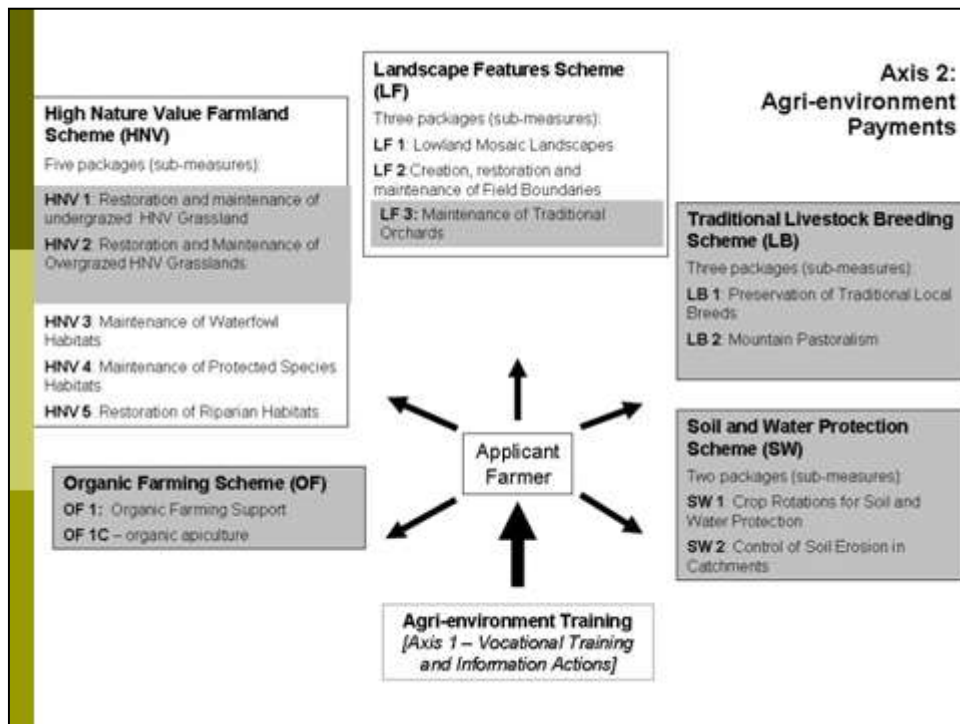 Axis 2:
Agri-environment
Payments
High Nature Value Farmland
Scheme (HNV)
Five packages (sub-measures):
HNV 1: Restoration and maintenance of
undergrazed HNV Grassland
HNV 2: Restoration and Maintenance of
Overgrazed HNV Grasslands
HNV 3: Maintenance of Waterfowl
Habitats
HNV 4: Maintenance of Protected Species
Habitats
HNV 5: Restoration of Riparian Habitats
Landscape Features Scheme
(LF)
Three packages (sub-measures):
LF 1: Lowland Mosaic Landscapes
LF 2: Creation, restoration and
maintenance of Field Boundaries
LF 3: Maintenance of Traditional
Orchards
Traditional Livestock Breeding
Scheme (LB)
Three packages (sub-measures):
LB 1: Preservation of Traditional Local
Breeds
LB 2: Mountain Pastoralism
Organic Farming Scheme (OF)
OF 1: Organic Farming Support
OF 1C – organic apiculture
Applicant
Farmer
Soil and Water Protection
Scheme (SW)
Two packages (sub-measures):
SW 1: Crop Rotations for Soil and
Water Protection
SW 2: Control of Soil Erosion in
Catchments
Agri-environment Training
[Axis 1 – Vocational Training
and Information Actions]